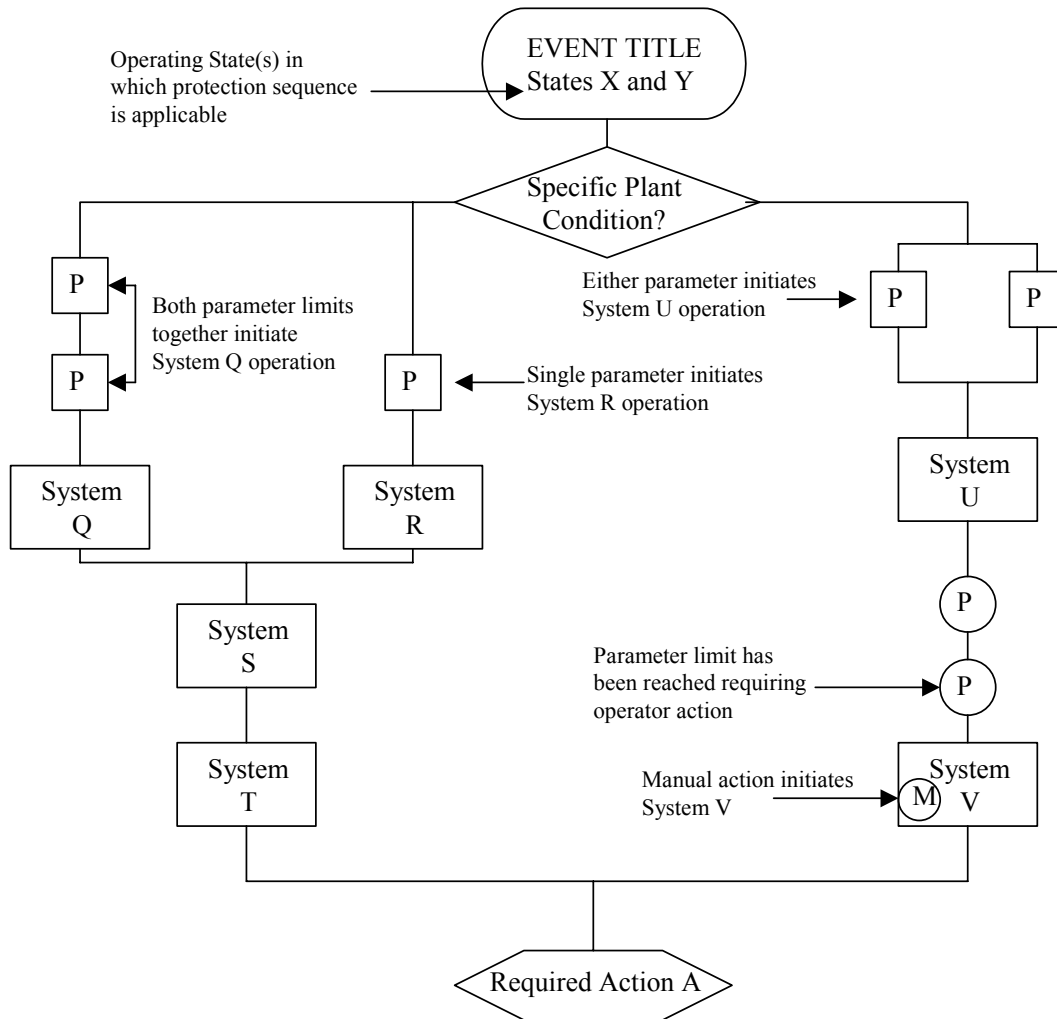 EVENT TITLE
States X and Y
Operating State(s) in
which protection sequence
is applicable
Specific Plant
Condition?
P
P
Both parameter limits
together initiate
System Q operation
P
Single parameter initiates
System R operation
Either parameter initiates
System U operation
P
P
System
Q
System
R
System
U
System
S
P
Parameter limit has
been reached requiring
operator action
P
System
T
Manual action initiates
System V
System
M
V
Required Action A